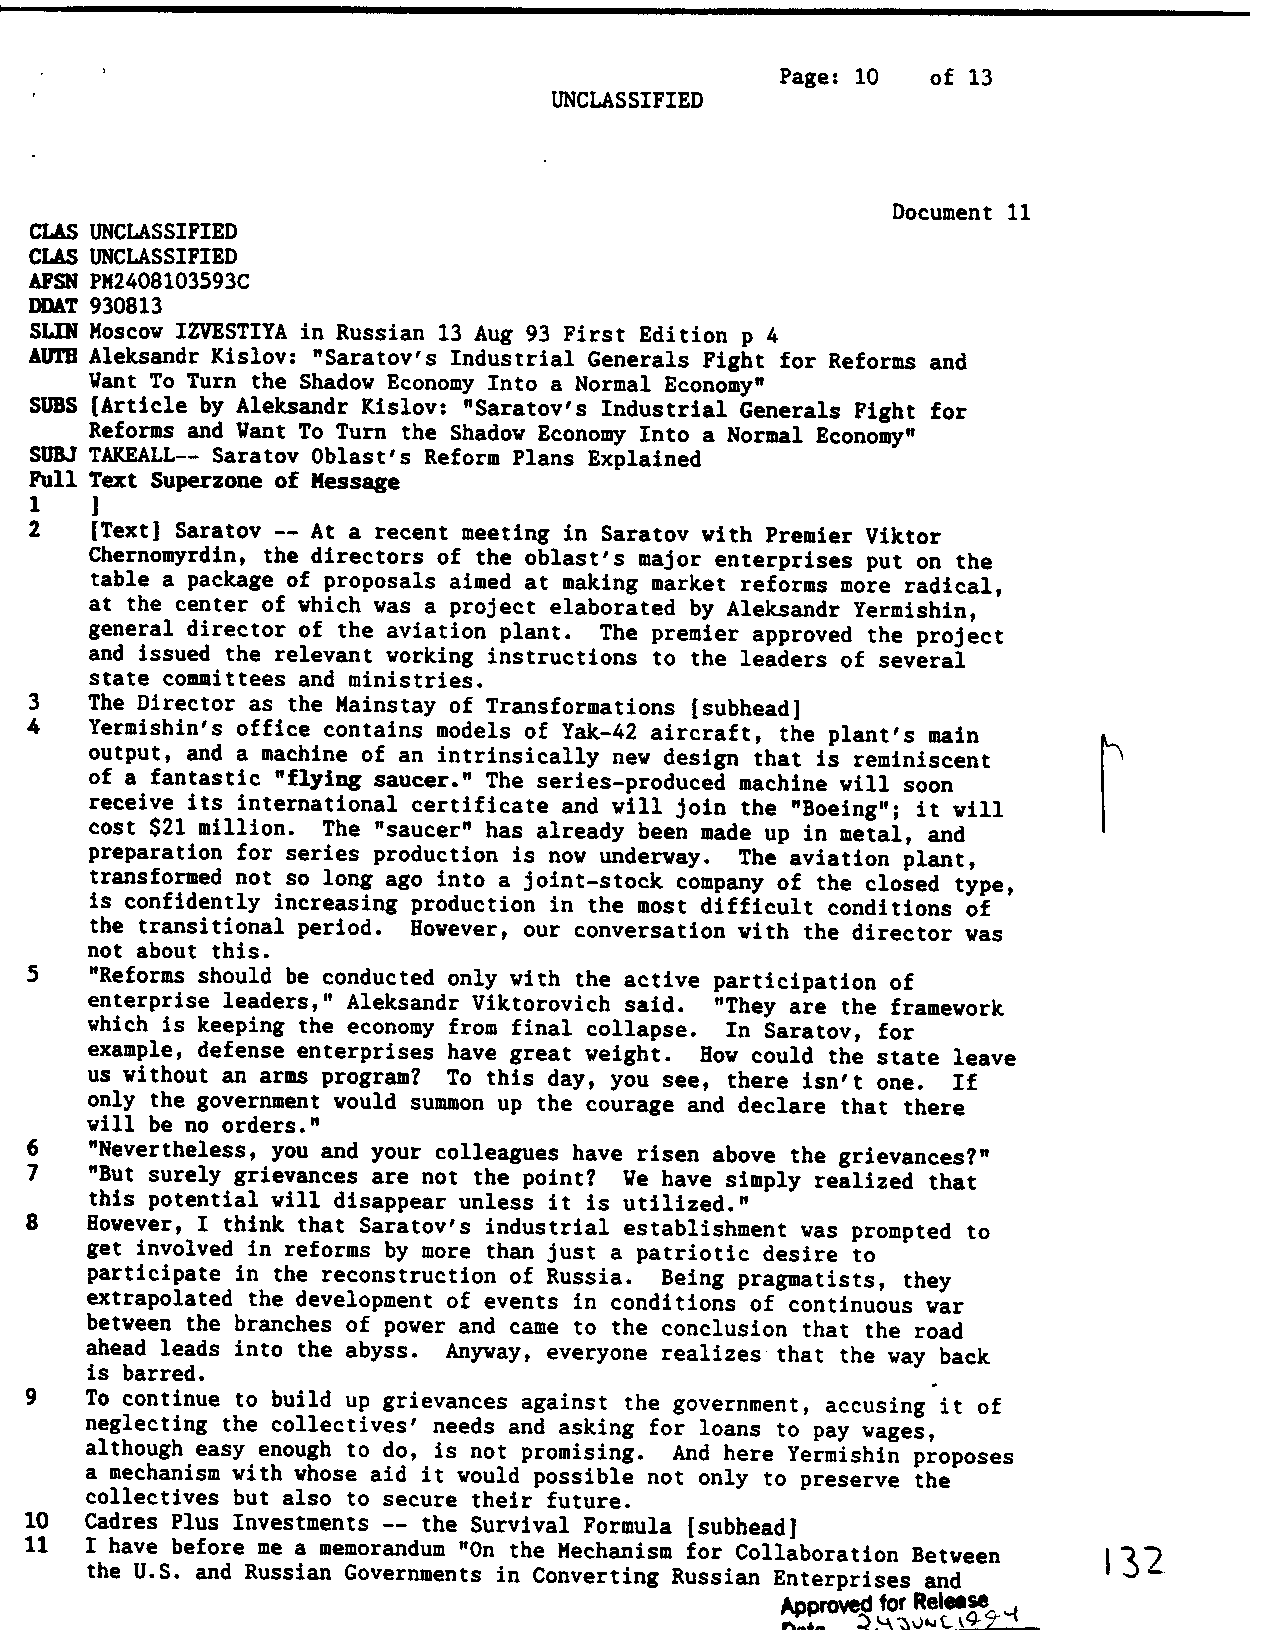 Page: 10 of 13
UNCLASSIFIED
Document 11
CLAS UNCLASSIFIED
CLAS UNCLASSIFIED
AFSN PM2408103593C
DDAT 930813
SLIN Moscow IZVESTIYA in Russian 13 Aug 93 First Edition p 4
AUTH Aleksandr Kislov: "Saratov's Industrial Generals Fight for Reforms and
Want To Turn the Shadow Economy Into a Normal Economy"
SUBS [Article by Aleksandr Kislov: "Saratov's Industrial Generals Fight for
Reforms and Want To Turn the Shadow Economy Into a Normal Economy"
SUBJ TAKEALL-- Saratov Oblast's Reform Plans Explained
Full Text Superzone of Message
1 ]
2 [Text] Saratov -- At a recent meeting in Saratov with Premier Viktor
Chernomyrdin, the directors of the oblast's major enterprises put on the
table a package of proposals aimed at making market reforms more radical,
at the center of which was a project elaborated by Aleksandr Yermishin,
general director of the aviation plant. The premier approved the project
and issued the relevant working instructions to the leaders of several
state committees and ministries.
3 The Director as the Mainstay of Transformations [subhead]
4 Yermishin's office contains models of Yak-42 aircraft, the plant's main
output, and a machine of an intrinsically new design that is reminiscent
of a fantastic "flying saucer." The series-produced machine will soon
receive its international certificate and will join the "Boeing"; it will
cost $21 million. The "saucer" has already been made up in metal, and
preparation for series production is now underway. The aviation plant,
transformed not so long ago into a joint-stock company of the closed type,
is confidently increasing production in the most difficult conditions of
the transitional period. However, our conversation with the director was
not about this.
5 "Reforms should be conducted only with the active participation of
enterprise leaders," Aleksandr Viktorovich said. "They are the framework
which is keeping the economy from final collapse. In Saratov, for
example, defense enterprises have great weight. How could the state leave
us without an arms program? To this day, you see, there isn't one. If
only the government would summon up the courage and declare that there
will be no orders."
6 "Nevertheless, you and your colleagues have risen above the grievances?"
7 "But surely grievances are not the point? We have simply realized that
this potential will disappear unless it is utilized."
8 However, I think that Saratov's industrial establishment was prompted to
get involved in reforms by more than just a patriotic desire to
participate in the reconstruction of Russia. Being pragmatists, they
extrapolated the development of events in conditions of continuous war
between the branches of power and came to the conclusion that the road
ahead leads into the abyss. Anyway, everyone realizes that the way back
is barred.
9 To continue to build up grievances against the government, accusing it of
neglecting the collectives' needs and asking for loans to pay wages,
although easy enough to do, is not promising. And here Yermishin proposes
a mechanism with whose aid it would possible not only to preserve the
collectives but also to secure their future.
10 Cadres Plus Investments -- the Survival Formula [subhead]
11 I have before me a memorandum "On the Mechanism for Collaboration Between
the U.S. and Russian Governments in Converting Russian Enterprises and
132
Approved for Release
Date 24 JUNE 1994